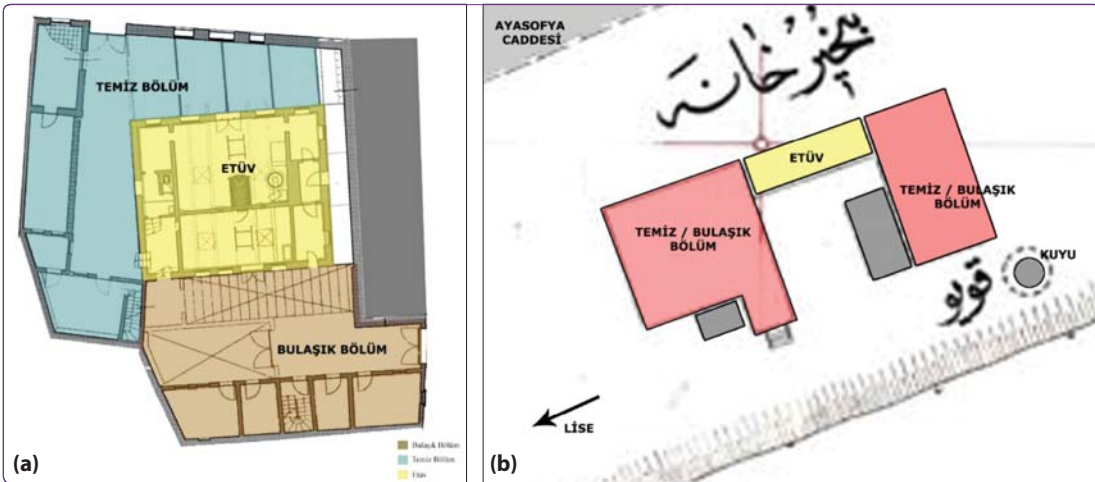 TEMİZ BÖLÜM
ETÜV
BULAŞIK BÖLÜM
Bulaşık Bölüm
Temiz Bölüm
Etüv
(a)
AYASOFYA
CADDESİ
ETÜV
TEMİZ / BULAŞIK
BÖLÜM
TEMİZ / BULAŞIK
BÖLÜM
KUYU
قويو
LİSE
(b)